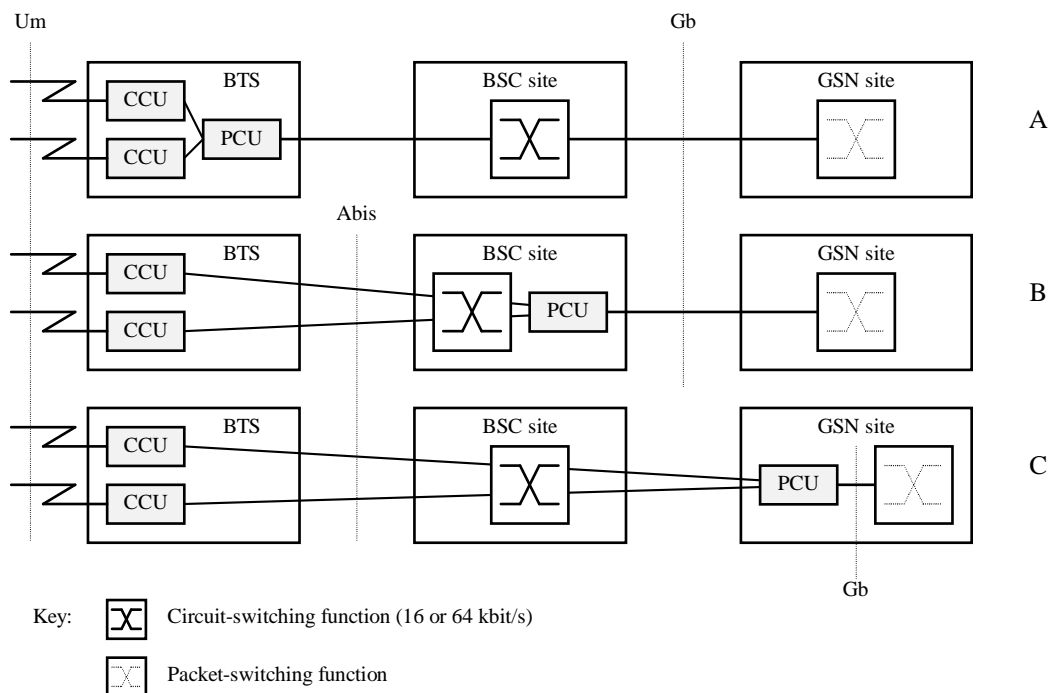 Um
Gb
BTS
BSC site
GSN site
CCU
CCU
PCU
A
Abis
BTS
BSC site
GSN site
CCU
CCU
PCU
B
BTS
BSC site
GSN site
CCU
CCU
PCU
C
Gb
Key:
Circuit-switching function (16 or 64 kbit/s)
Packet-switching function